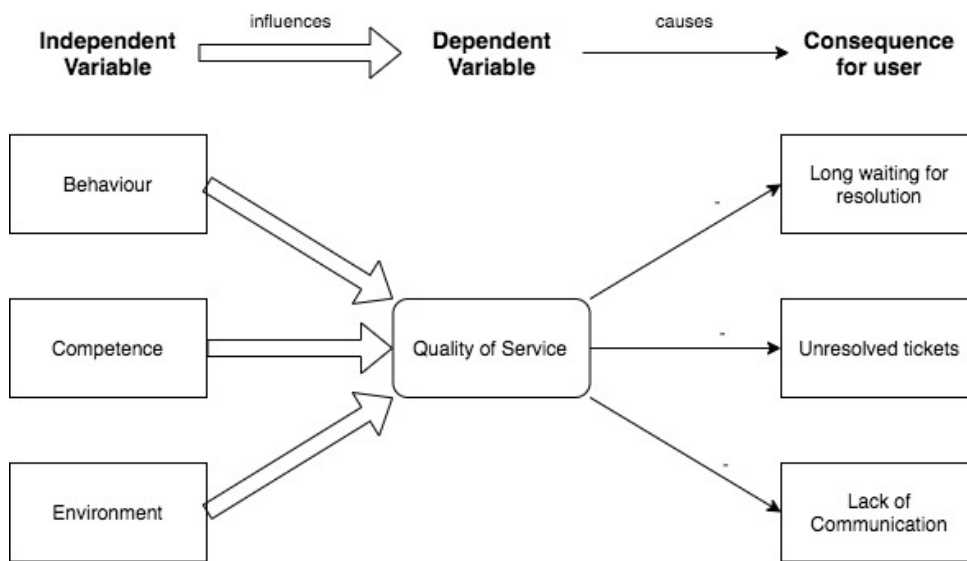 influences
causes
Independent
Variable
Dependent
Variable
Consequence
for user
Behaviour
Long waiting for
resolution
-
Competence
Quality of Service
-
Unresolved tickets
Environment
-
Lack of
Communication